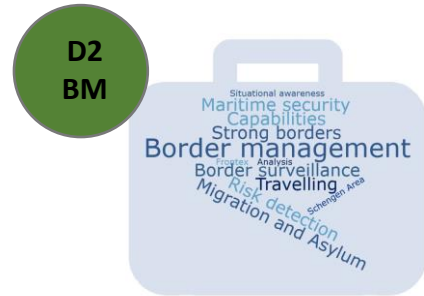 D2
BM
Situational awareness
Maritime security
Capabilities
Strong borders
Border management
Frontex Analysis
Border surveillance
Travelling
Risk detection
Schengen Area
Migration and Asylum